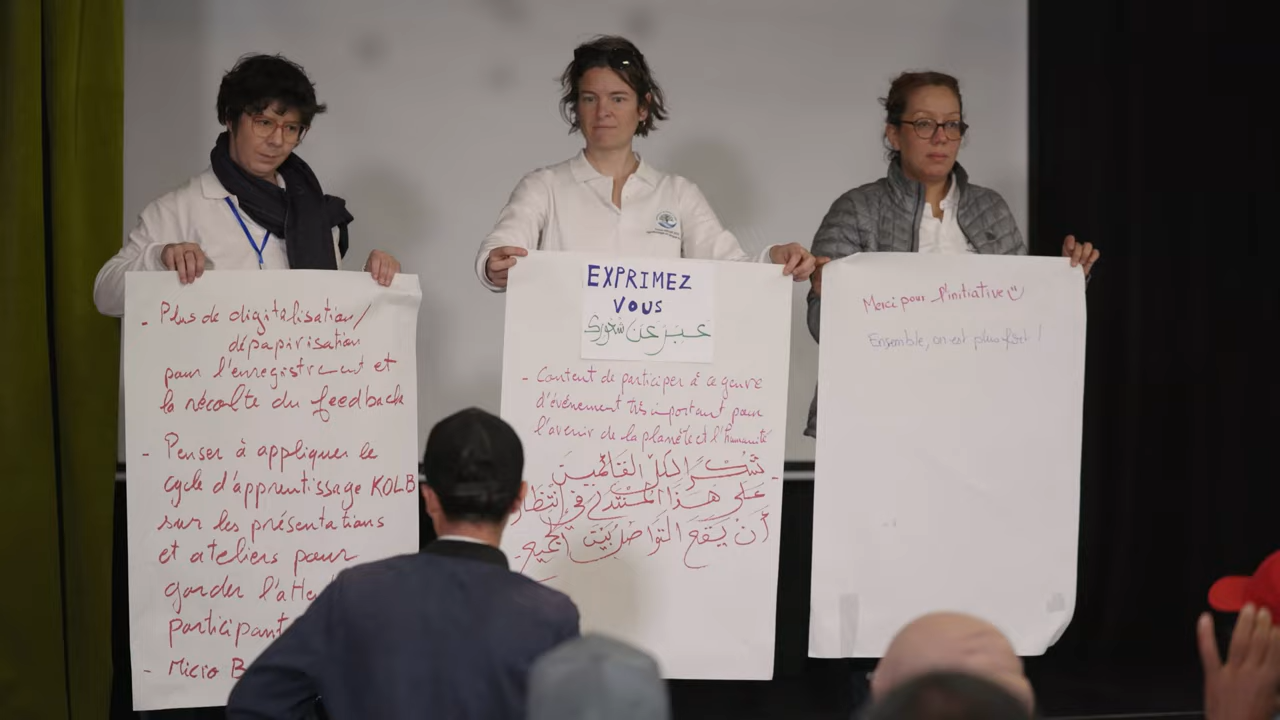 - Plus de digitalisation/
dépapirisation
pour l'enregistrement et
la récolte du feedback
- Penser à appliquer le
cycle d'apprentissage KOLB
sur les présentations
et ateliers pour
garder l'atte
participant
- Micro B
EXPRIMEZ
VOUS
عبر عن شعورك
- Content de participer à ce genre
d'événement très important pour
l'avenir de la planète et l'humanité
- شكرا لكل القائمين
على هذا المنتدى في انتظار
أن يقع التواصل بين الجميع
Merci pour l'initiative
Ensemble, on est plus fort !